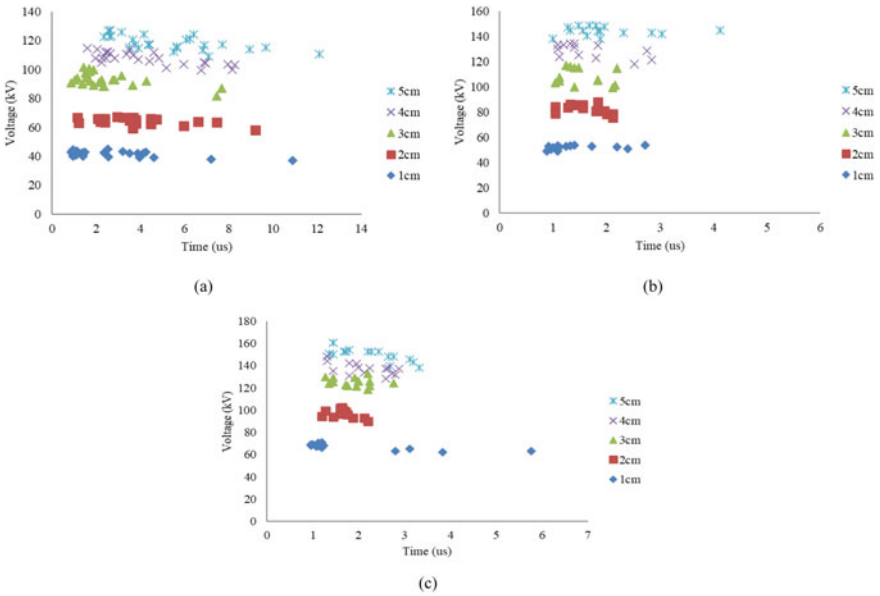 140
120
100
80
60
40
20
0
Voltage (kV)
0 2 4 6 8 10 12 14
Time (us)
5cm
4cm
3cm
2cm
1cm
(a)
160
140
120
100
80
60
40
20
0
Voltage (kV)
0 1 2 3 4 5 6
Time (us)
5cm
4cm
3cm
2cm
1cm
(b)
180
160
140
120
100
80
60
40
20
0
Voltage (kV)
0 1 2 3 4 5 6 7
Time (us)
5cm
4cm
3cm
2cm
1cm
(c)